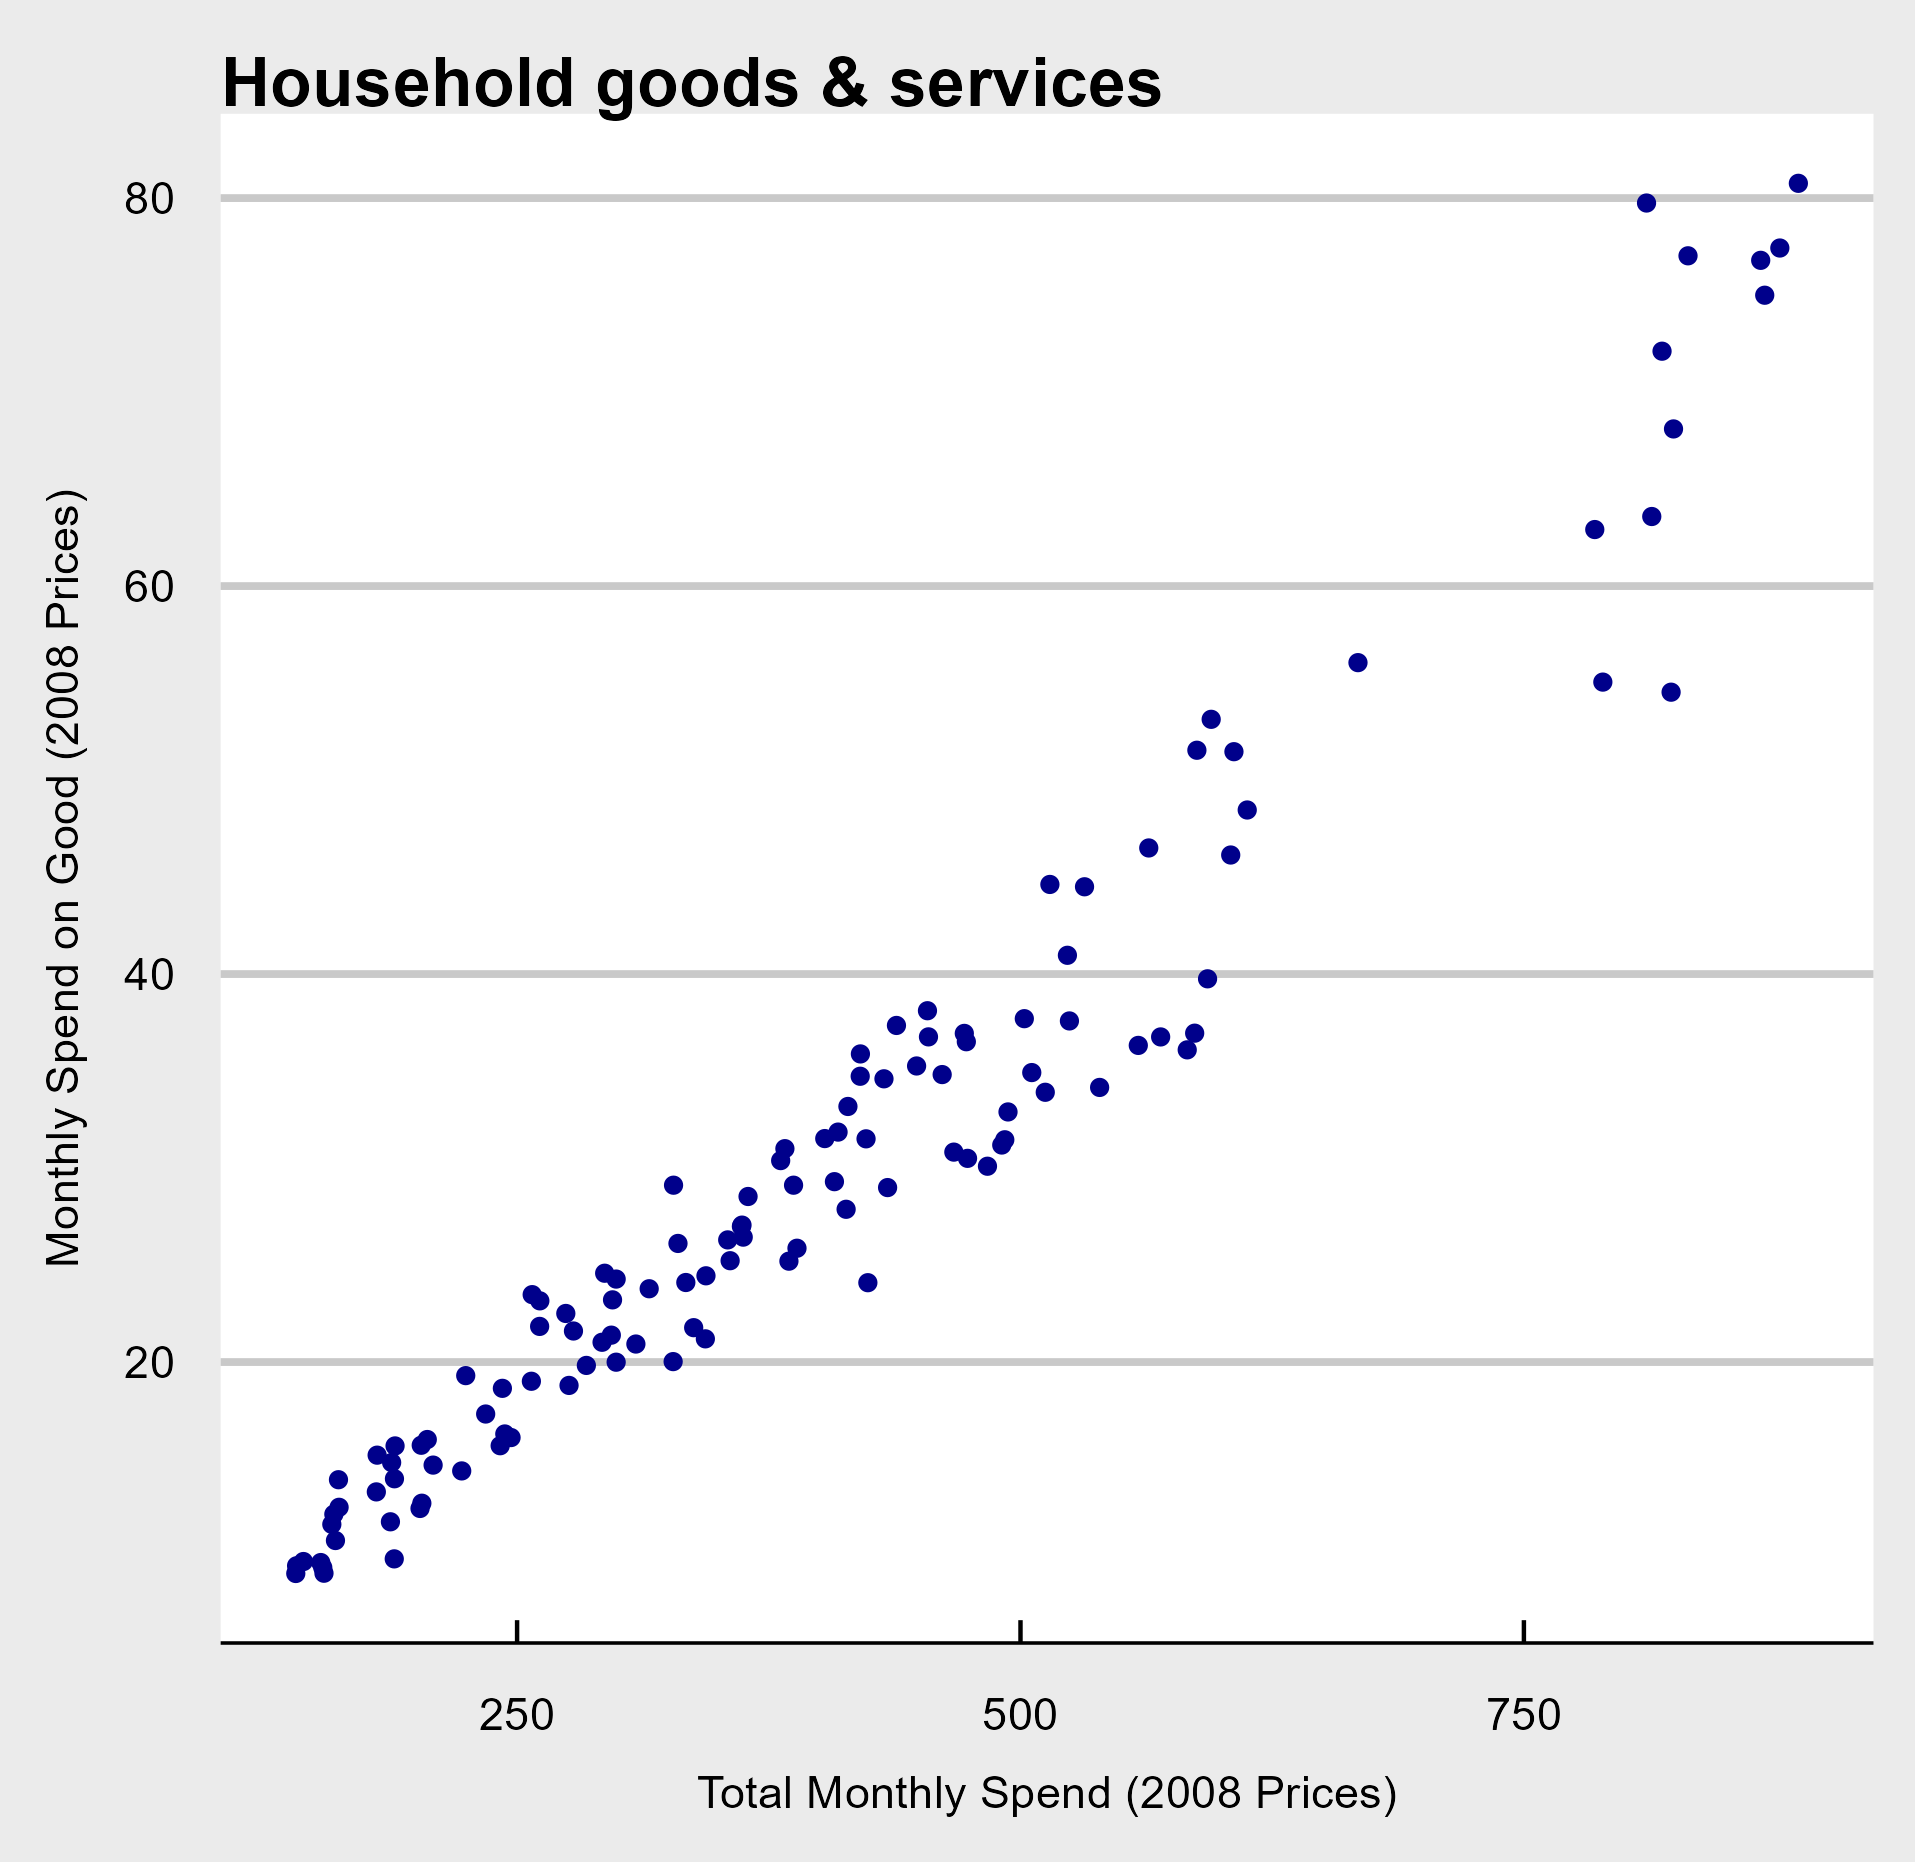 Household goods & services
80
60
40
20
Monthly Spend on Good (2008 Prices)
250
500
750
Total Monthly Spend (2008 Prices)